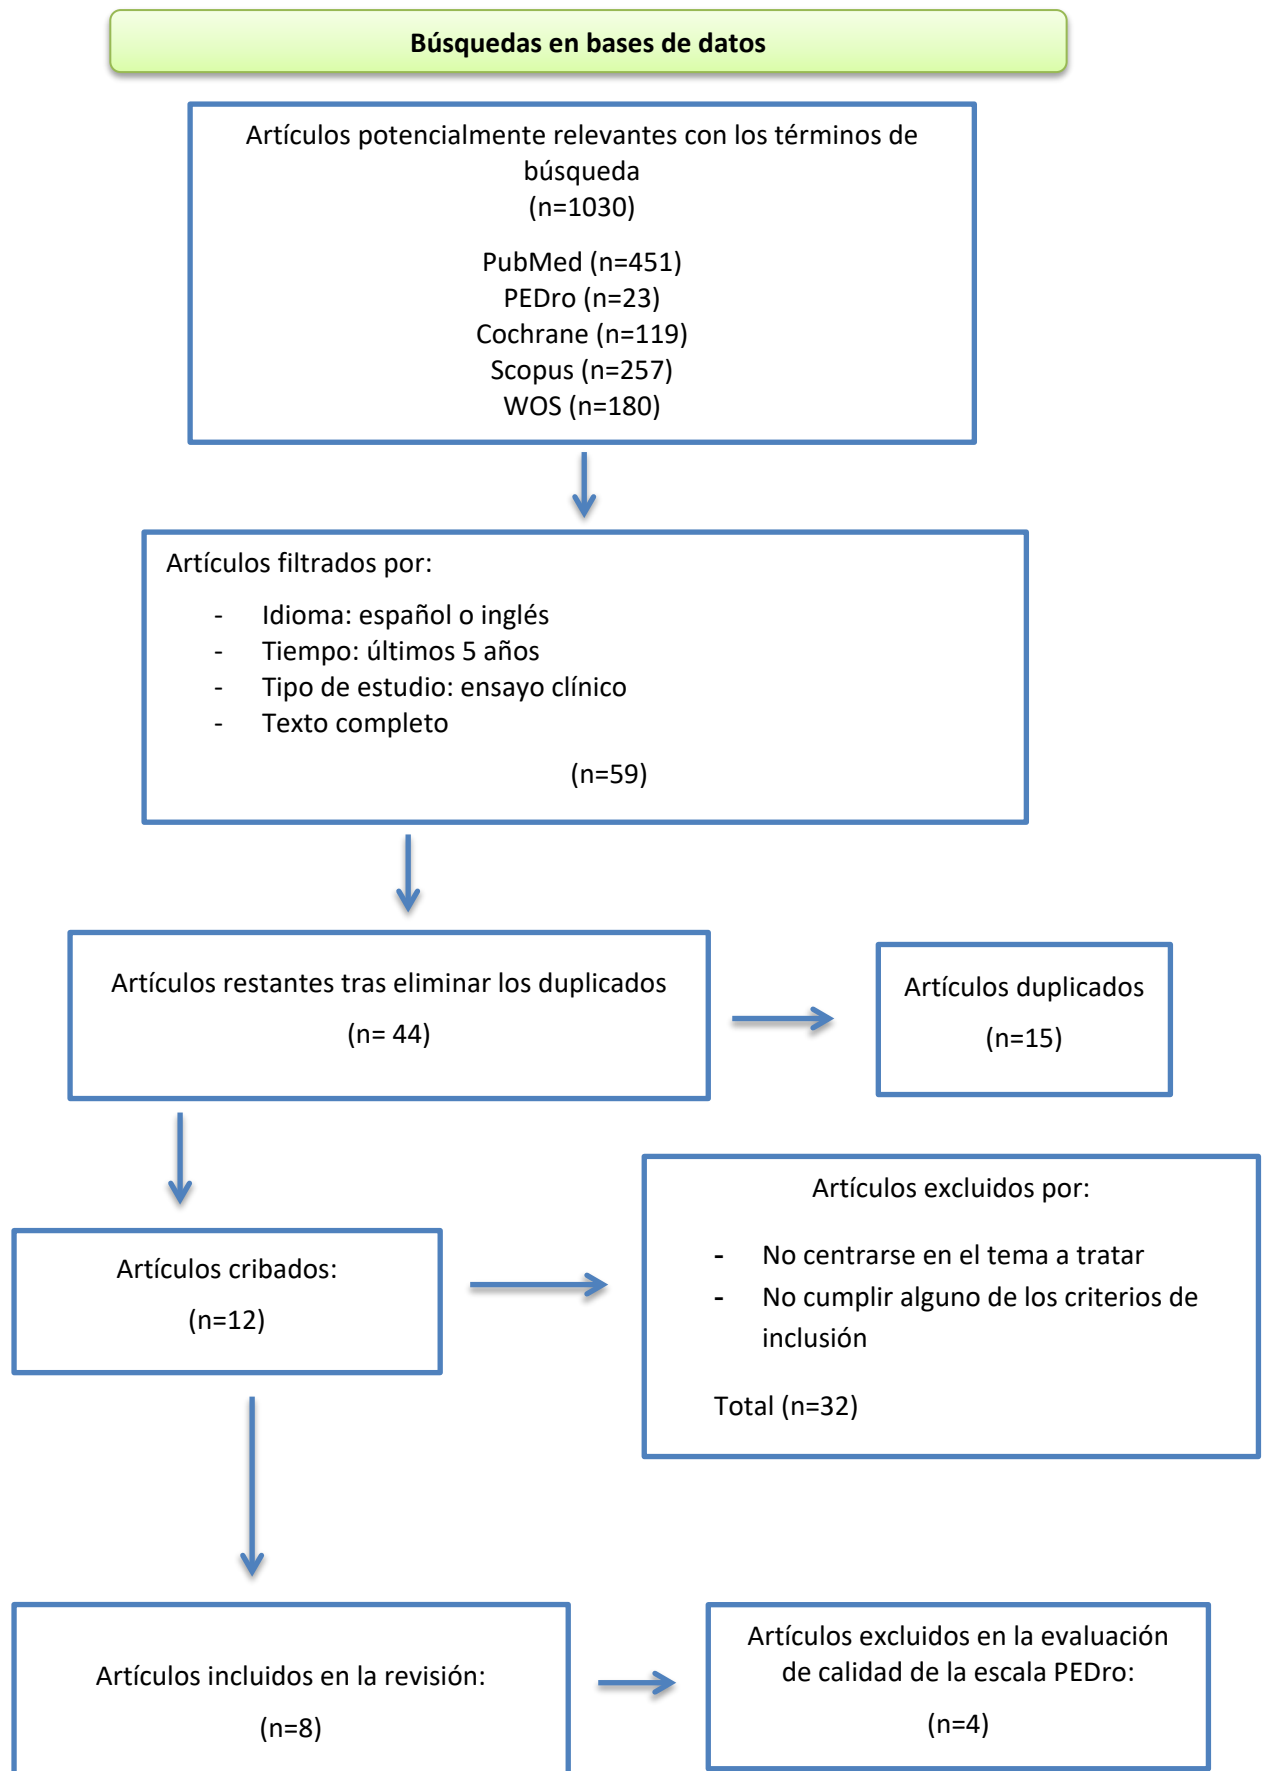 Búsquedas en bases de datos
Artículos potencialmente relevantes con los términos de
búsqueda
(n=1030)
PubMed (n=451)
PEDro (n=23)
Cochrane (n=119)
Scopus (n=257)
WOS (n=180)
Artículos filtrados por:
- Idioma: español o inglés
- Tiempo: últimos 5 años
- Tipo de estudio: ensayo clínico
- Texto completo
(n=59)
Artículos restantes tras eliminar los duplicados
(n= 44)
Artículos duplicados
(n=15)
Artículos cribados:
(n=12)
Artículos excluidos por:
- No centrarse en el tema a tratar
- No cumplir alguno de los criterios de
inclusión
Total (n=32)
Artículos incluidos en la revisión:
(n=8)
Artículos excluidos en la evaluación
de calidad de la escala PEDro:
(n=4)